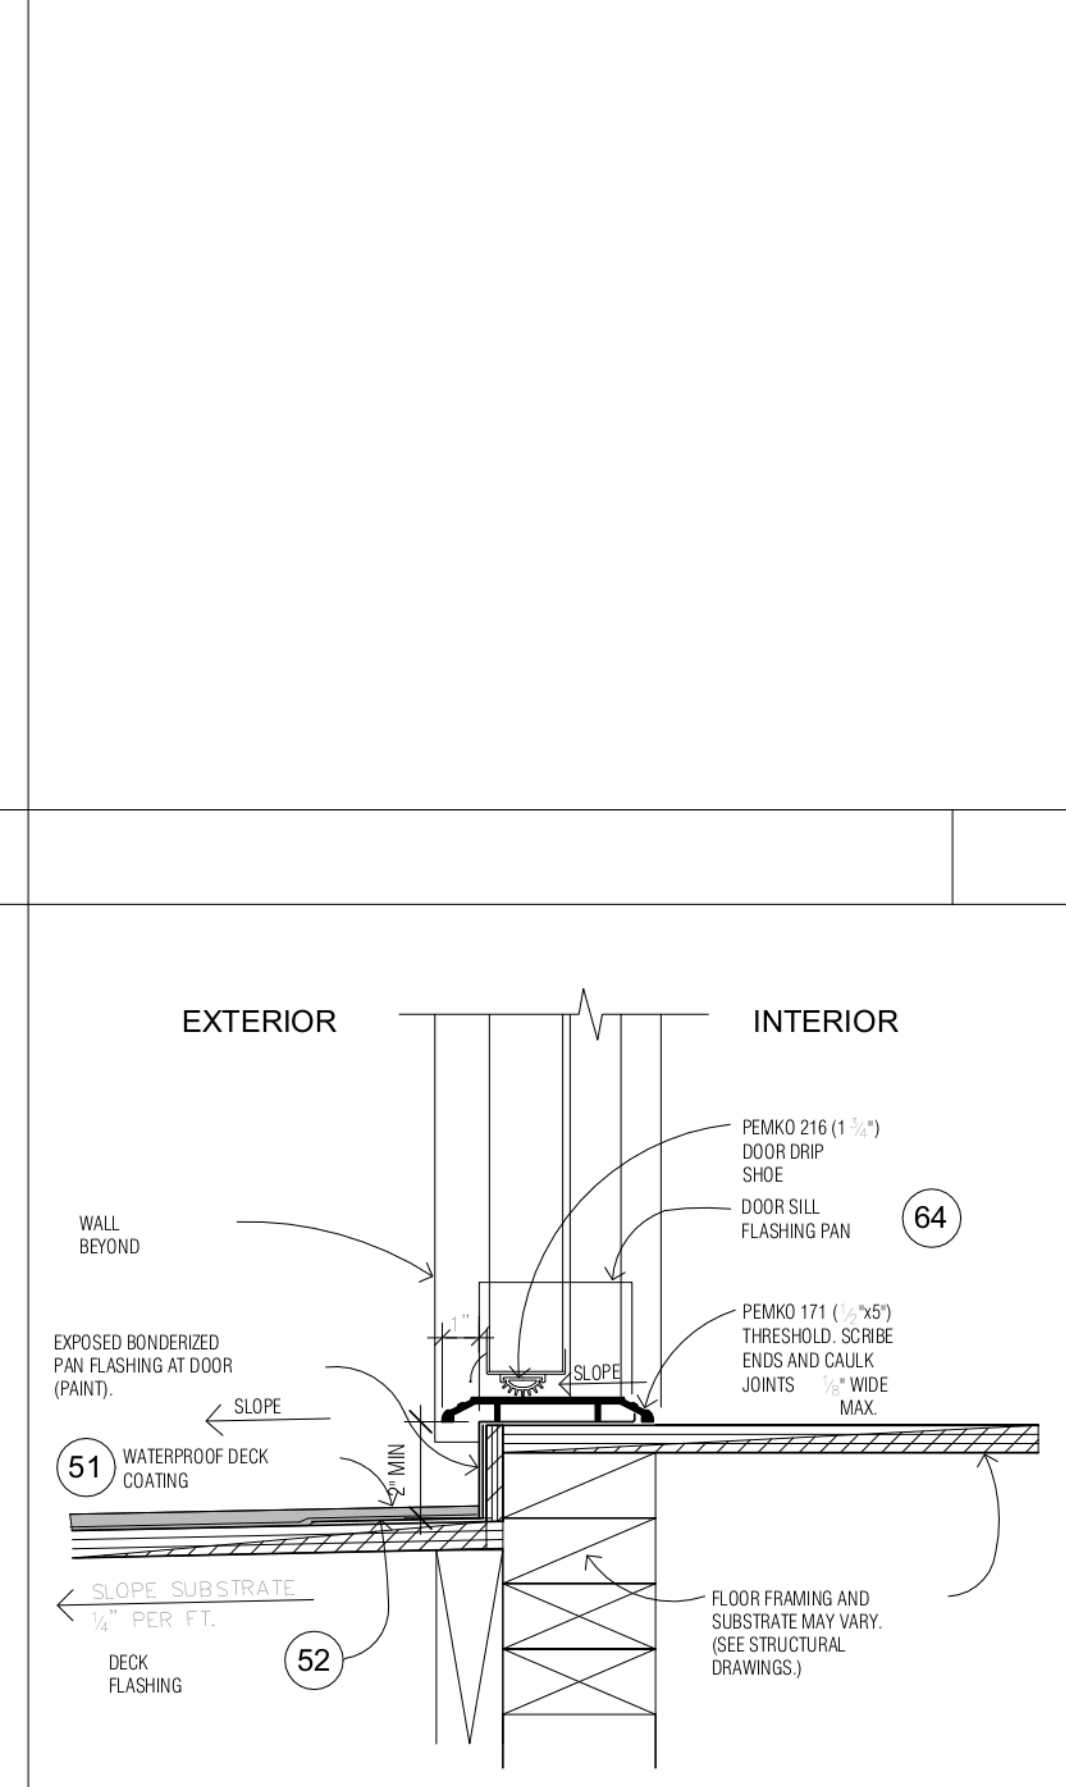 EXTERIOR
INTERIOR
PEMKO 216 (1 3/4")
DOOR DRIP
SHOE
DOOR SILL
FLASHING PAN
64
WALL
BEYOND
PEMKO 171 (1/2"x5")
THRESHOLD. SCRIBE
ENDS AND CAULK
JOINTS 1/8" WIDE
MAX.
1"
EXPOSED BONDERIZED
PAN FLASHING AT DOOR
(PAINT).
SLOPE
SLOPE
51
WATERPROOF DECK
COATING
2" MIN
SLOPE SUBSTRATE
1/4" PER FT.
52
DECK
FLASHING
FLOOR FRAMING AND
SUBSTRATE MAY VARY.
(SEE STRUCTURAL
DRAWINGS.)